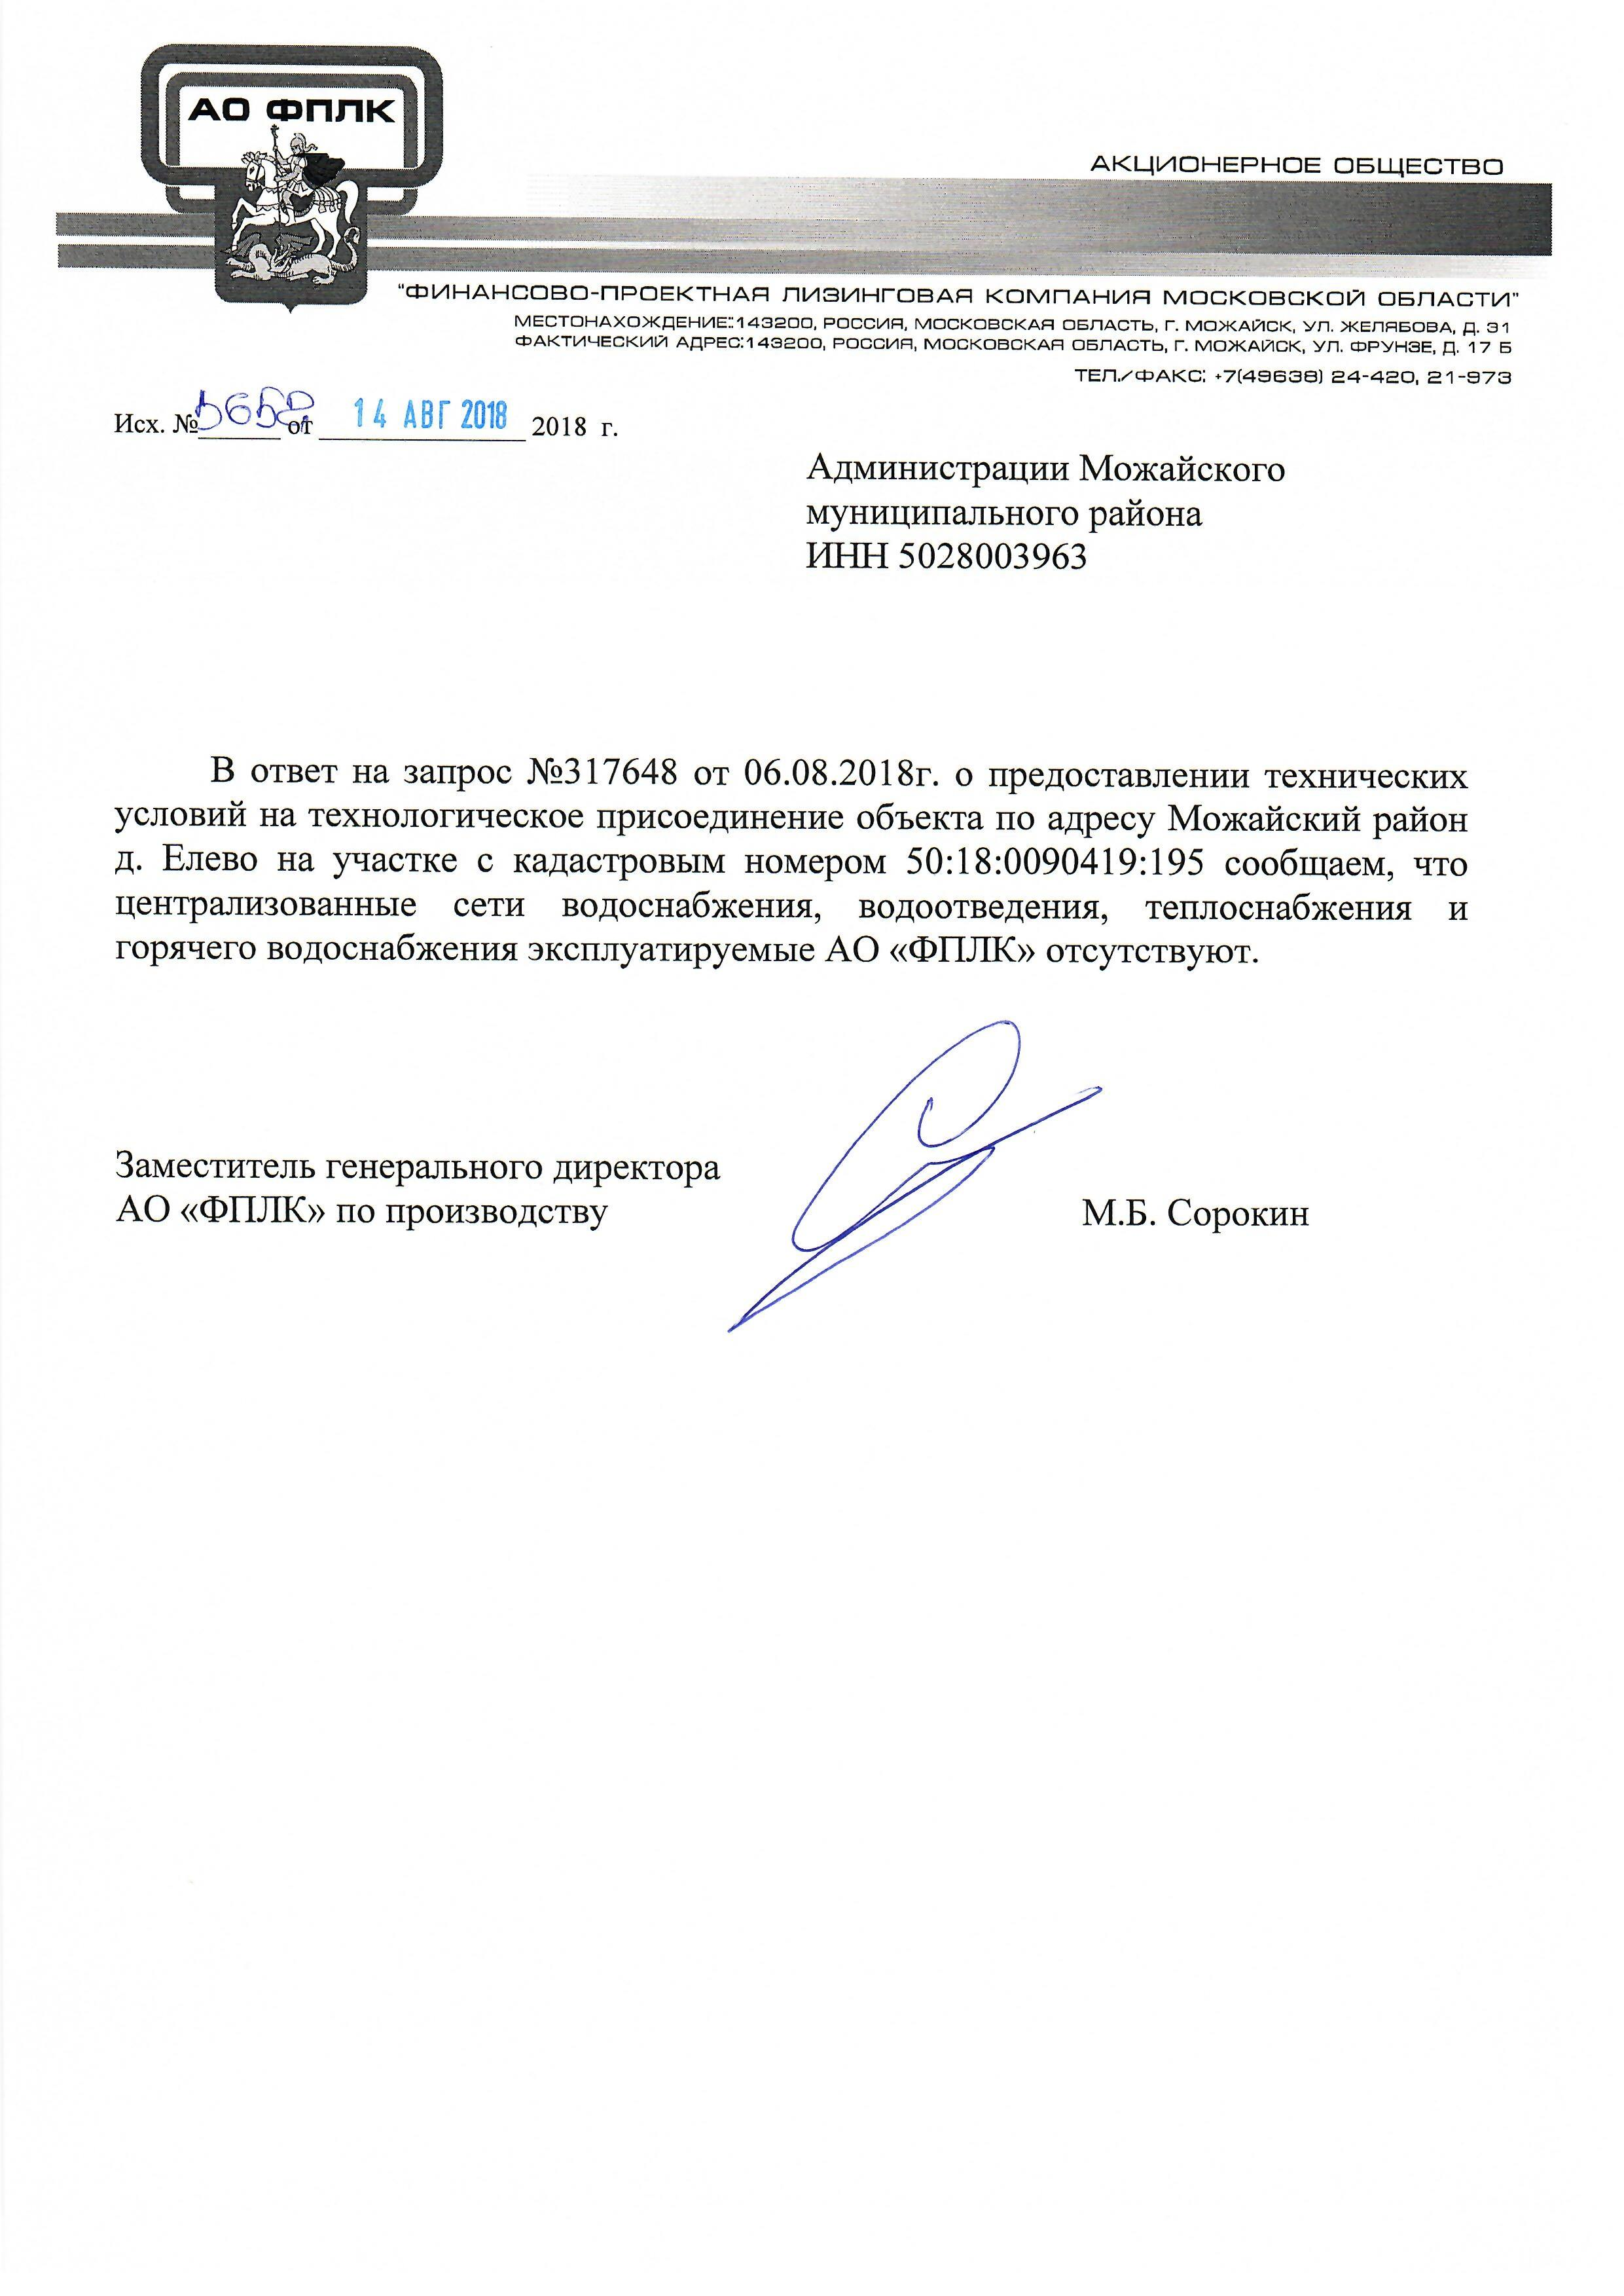 АО ФПЛК
АКЦИОНЕРНОЕ ОБЩЕСТВО
"ФИНАНСОВО-ПРОЕКТНАЯ ЛИЗИНГОВАЯ КОМПАНИЯ МОСКОВСКОЙ ОБЛАСТИ"
МЕСТОНАХОЖДЕНИЕ:143200, РОССИЯ, МОСКОВСКАЯ ОБЛАСТЬ, Г. МОЖАЙСК, УЛ. ЖЕЛЯБОВА, Д. 31
ФАКТИЧЕСКИЙ АДРЕС:143200, РОССИЯ, МОСКОВСКАЯ ОБЛАСТЬ, Г. МОЖАЙСК, УЛ. ФРУНЗЕ, Д. 17 Б
ТЕЛ./ФАКС: +7(49638) 24-420, 21-973
Исх. № от 14 АВГ 2018 2018 г.
Администрации Можайского
муниципального района
ИНН 5028003963
В ответ на запрос №317648 от 06.08.2018г. о предоставлении технических
условий на технологическое присоединение объекта по адресу Можайский район
д. Елево на участке с кадастровым номером 50:18:0090419:195 сообщаем, что
централизованные сети водоснабжения, водоотведения, теплоснабжения и
горячего водоснабжения эксплуатируемые АО «ФПЛК» отсутствуют.
Заместитель генерального директора
АО «ФПЛК» по производству М.Б. Сорокин